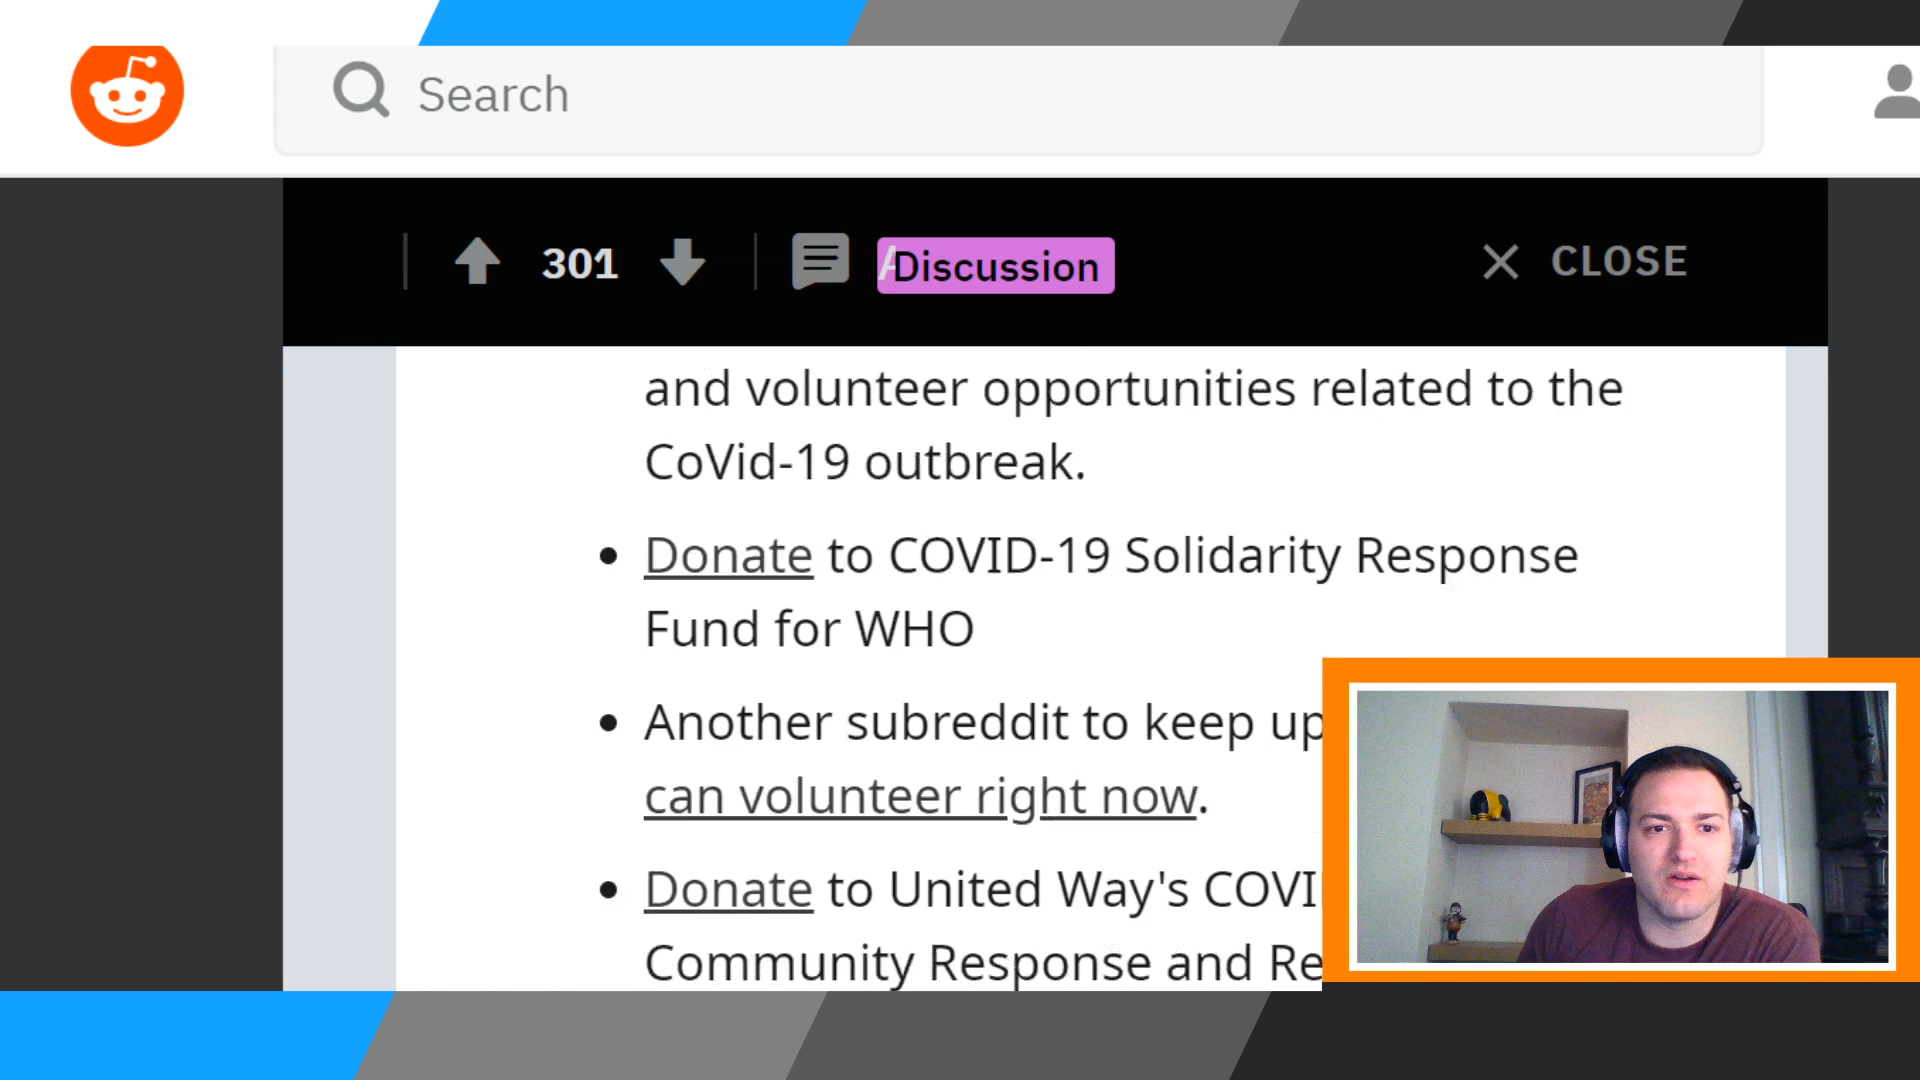 Search
301
Discussion
CLOSE
and volunteer opportunities related to the
CoVid-19 outbreak.
• Donate to COVID-19 Solidarity Response
Fund for WHO
• Another subreddit to keep up
can volunteer right now.
• Donate to United Way's COVI
Community Response and Re